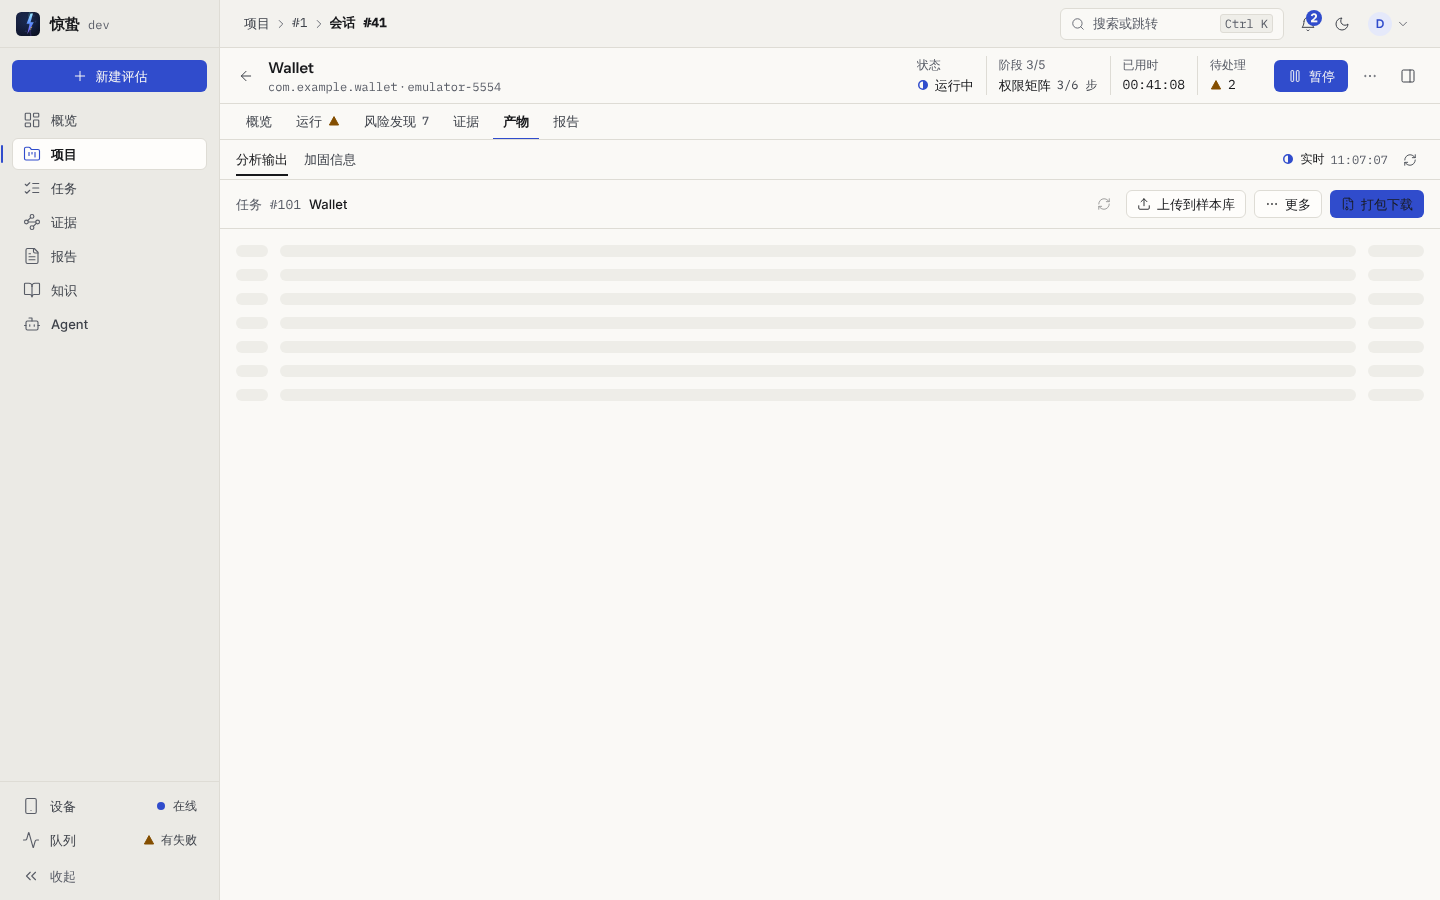 惊蛰 dev
项目 #1 会话 #41
搜索或跳转 Ctrl K
2
D
新建评估
概览
项目
任务
证据
报告
知识
Agent
设备 在线
队列 有失败
收起
Wallet
com.example.wallet · emulator-5554
状态
运行中
阶段 3/5
权限矩阵 3/6 步
已用时
00:41:08
待处理
2
暂停
概览 运行 风险发现 7 证据 产物 报告
分析输出 加固信息
实时 11:07:07
任务 #101 Wallet
上传到样本库 更多 打包下载